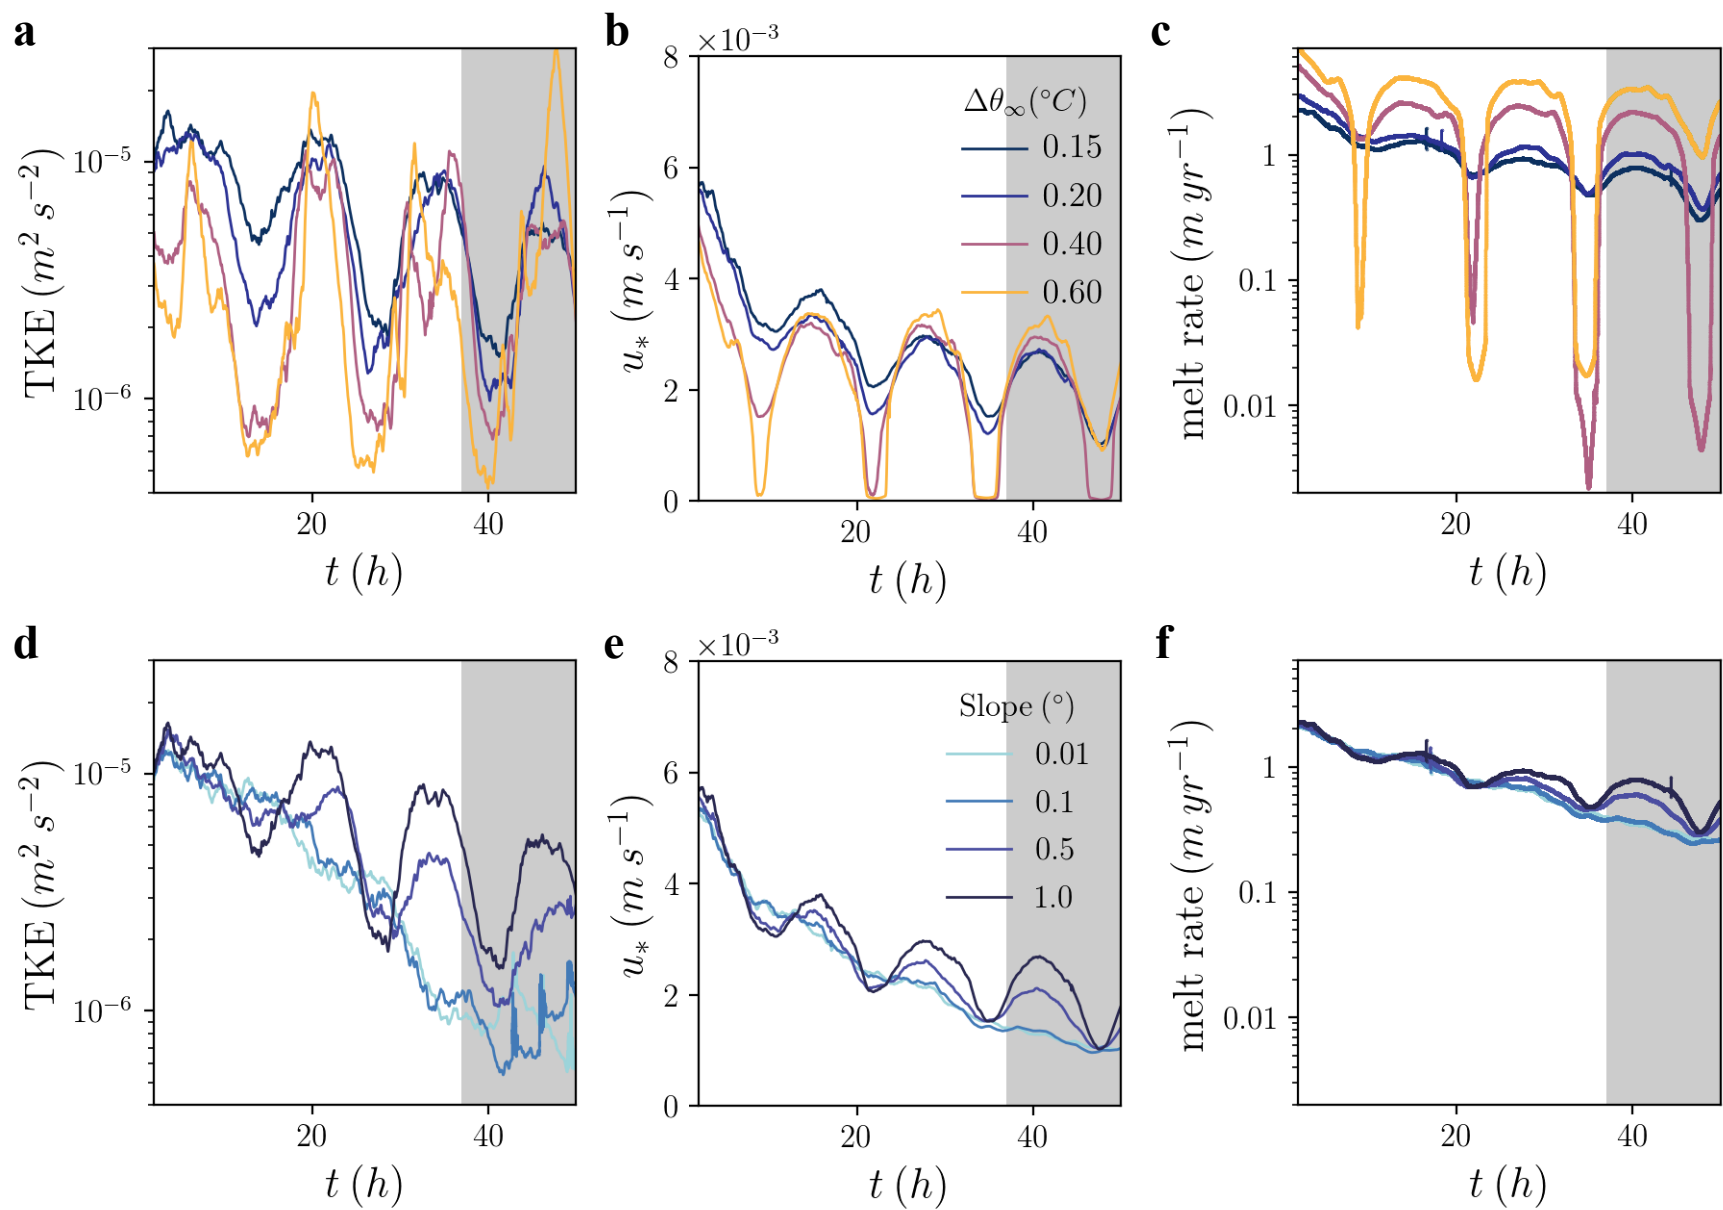 a
TKE (m² s⁻²)
10⁻⁵
10⁻⁶
20
40
t (h)
b
×10⁻³
u* (m s⁻¹)
8
6
4
2
0
Δθ∞(°C)
0.15
0.20
0.40
0.60
20
40
t (h)
c
melt rate (m yr⁻¹)
1
0.1
0.01
20
40
t (h)
d
TKE (m² s⁻²)
10⁻⁵
10⁻⁶
20
40
t (h)
e
×10⁻³
u* (m s⁻¹)
8
6
4
2
0
Slope (°)
0.01
0.1
0.5
1.0
20
40
t (h)
f
melt rate (m yr⁻¹)
1
0.1
0.01
20
40
t (h)